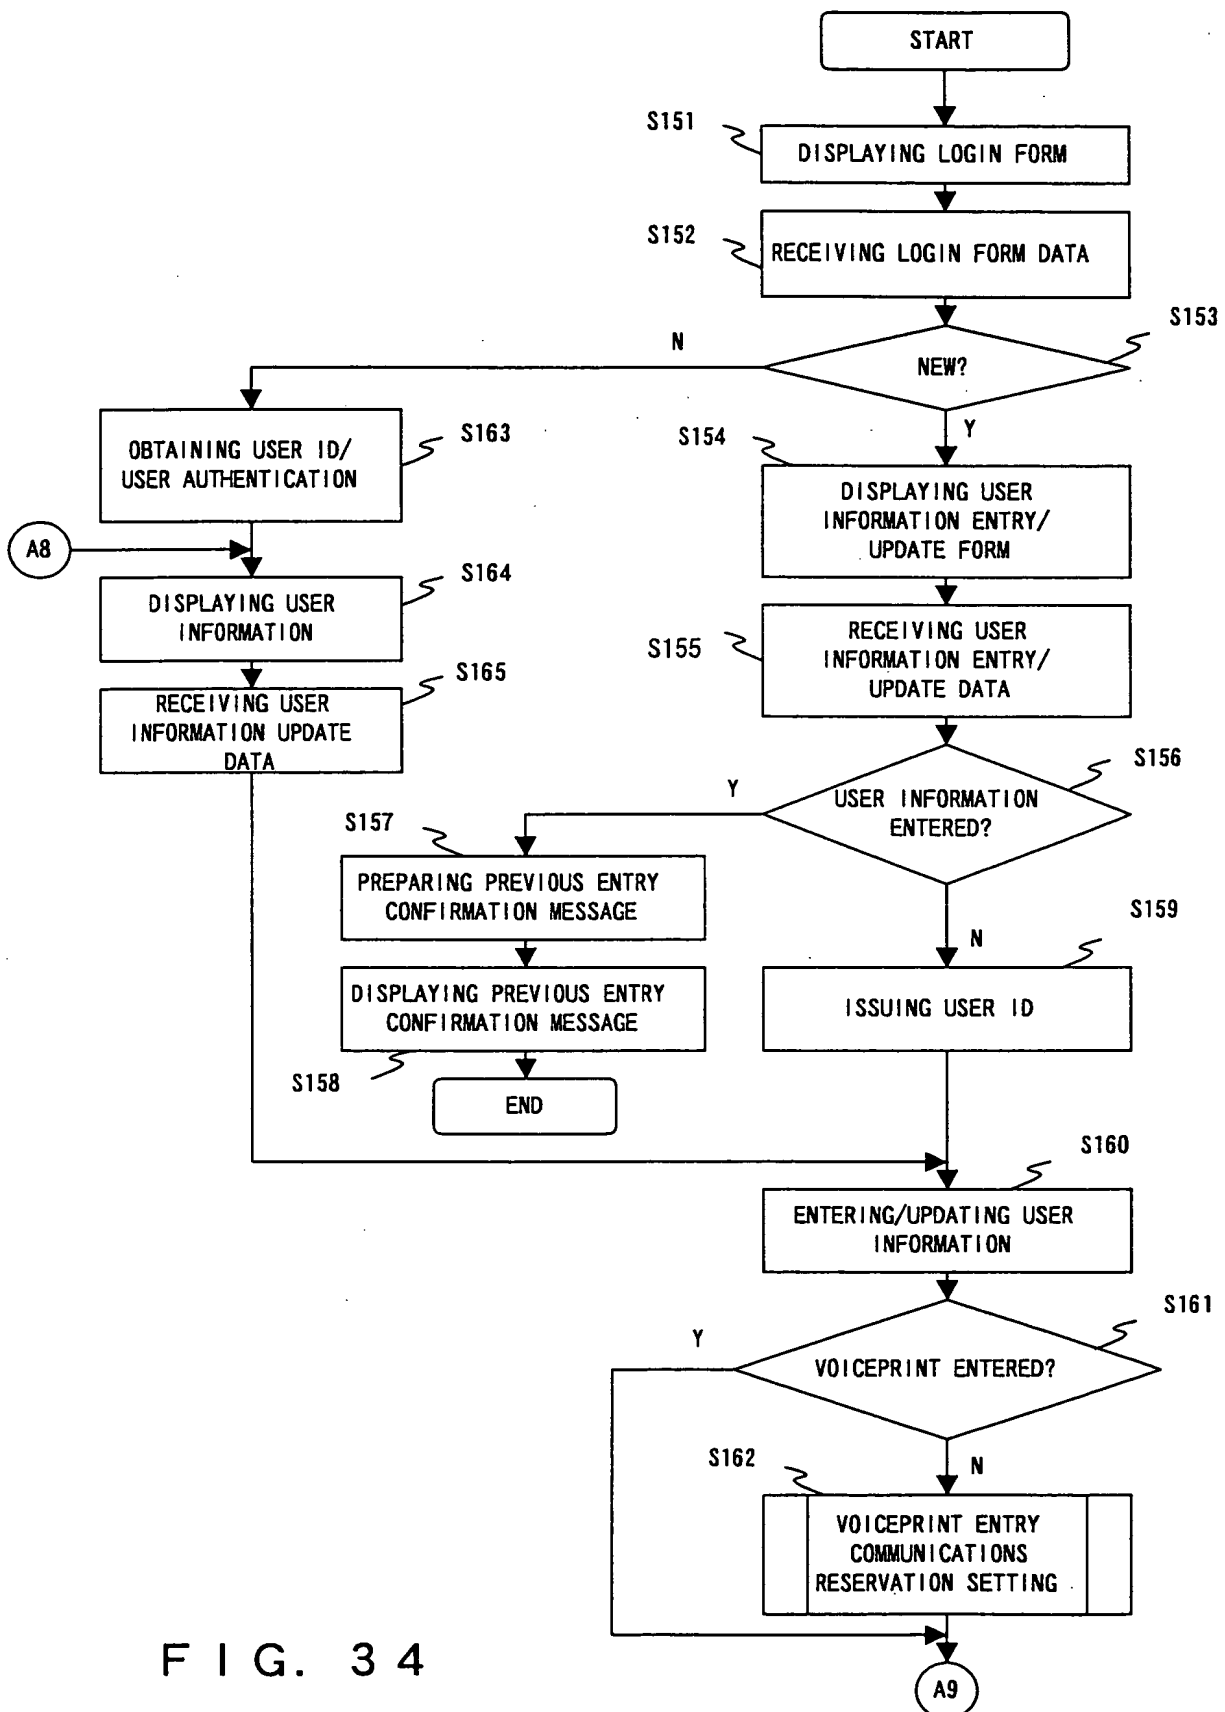 START
S151
DISPLAYING LOGIN FORM
S152
RECEIVING LOGIN FORM DATA
S153
N
NEW?
Y
S163
OBTAINING USER ID/
USER AUTHENTICATION
S154
DISPLAYING USER
INFORMATION ENTRY/
UPDATE FORM
A8
S164
DISPLAYING USER
INFORMATION
S155
RECEIVING USER
INFORMATION ENTRY/
UPDATE DATA
S165
RECEIVING USER
INFORMATION UPDATE
DATA
S156
Y
USER INFORMATION
ENTERED?
S157
PREPARING PREVIOUS ENTRY
CONFIRMATION MESSAGE
N
S159
DISPLAYING PREVIOUS ENTRY
CONFIRMATION MESSAGE
ISSUING USER ID
S158
END
S160
ENTERING/UPDATING USER
INFORMATION
S161
Y
VOICEPRINT ENTERED?
N
S162
VOICEPRINT ENTRY
COMMUNICATIONS
RESERVATION SETTING
A9
FIG. 34